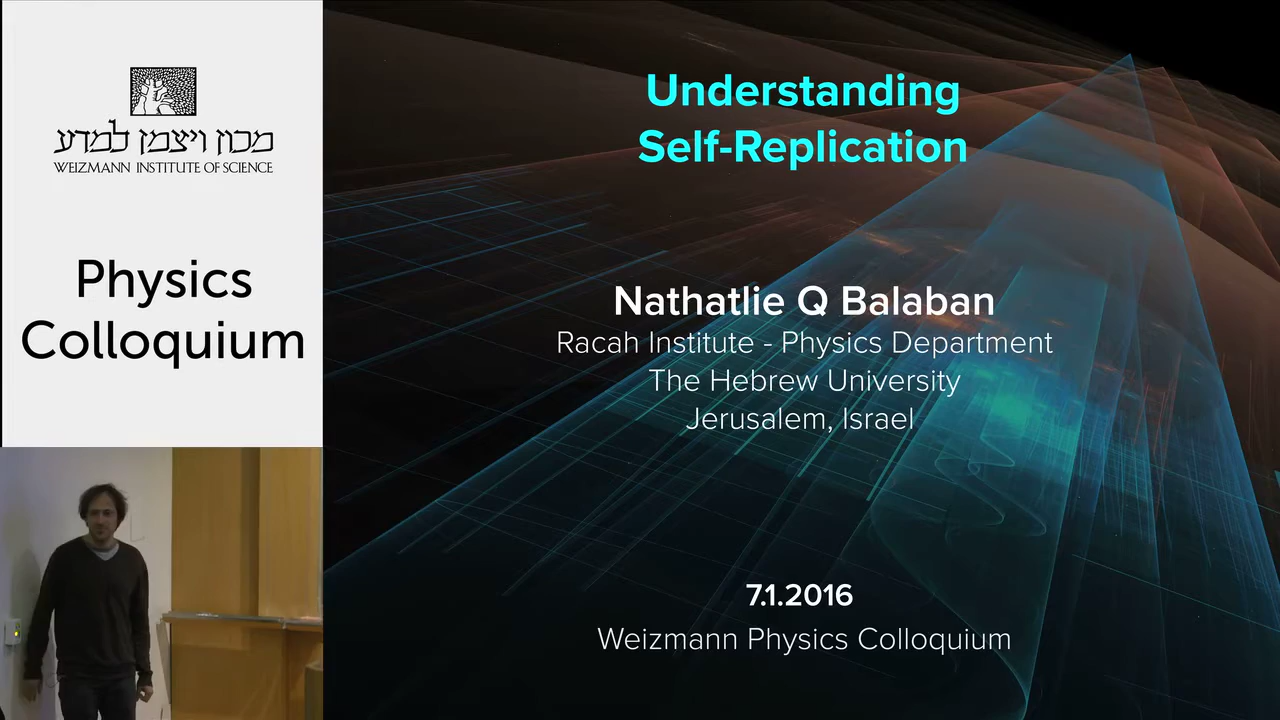 מכון ויצמן למדע
WEIZMANN INSTITUTE OF SCIENCE
Physics
Colloquium
Understanding
Self-Replication
Nathatlie Q Balaban
Racah Institute - Physics Department
The Hebrew University
Jerusalem, Israel
7.1.2016
Weizmann Physics Colloquium